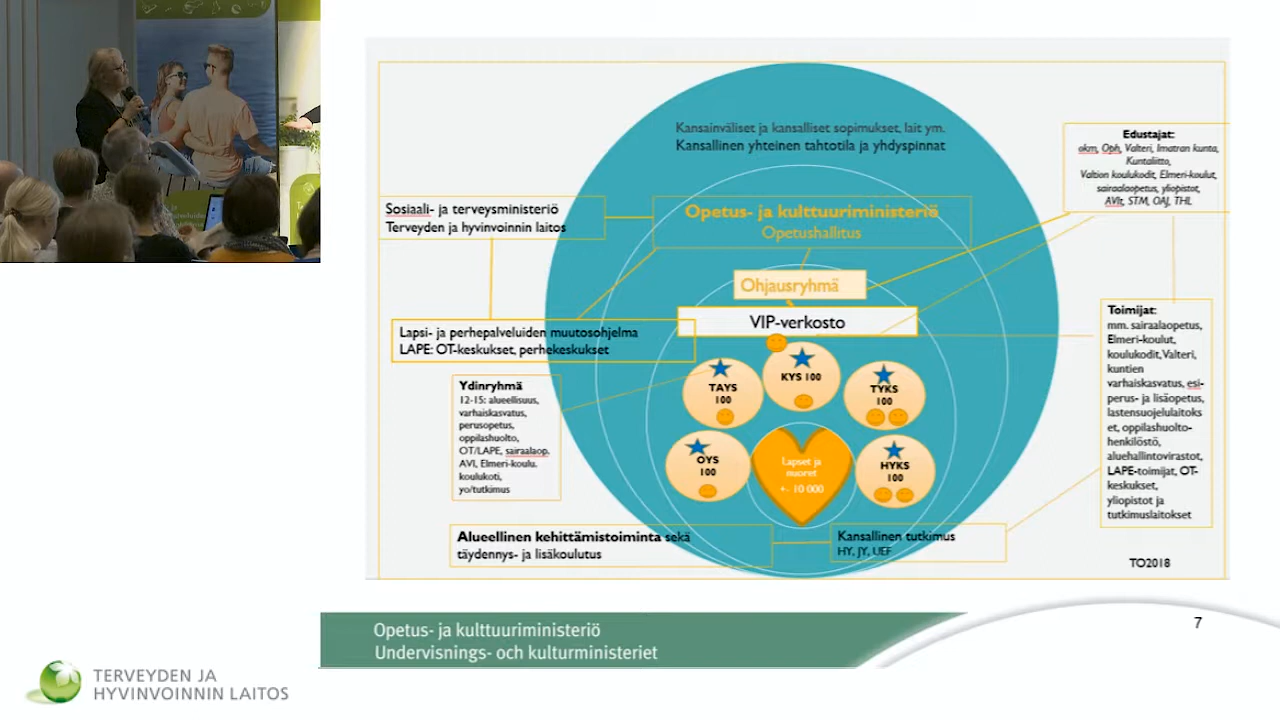 Kansainväliset ja kansalliset sopimukset, lait ym.
Kansallinen yhteinen tahtotila ja yhdyspinnat
Edustajat:
okm, Oph, Valteri, Imatran kunta,
Kuntaliitto,
Valtion koulukodit, Elmeri-koulut,
sairaalaopetus, yliopistot,
AVIt, STM, OAJ, THL
Sosiaali- ja terveysministeriö
Terveyden ja hyvinvoinnin laitos
Opetus- ja kulttuuriministeriö
Opetushallitus
Ohjausryhmä
VIP-verkosto
Lapsi- ja perhepalveluiden muutosohjelma
LAPE: OT-keskukset, perhekeskukset
Toimijat:
mm. sairaalaopetus,
Elmeri-koulut,
koulukodit,Valteri,
kuntien
varhaiskasvatus, esi-
perus- ja lisäopetus,
lastensuojelulaitoks
et, oppilashuolto-
henkilöstö,
aluehallintovirastot,
LAPE-toimijat, OT-
keskukset,
yliopistot ja
tutkimuslaitokset
Ydinryhmä
12-15: alueellisuus,
varhaiskasvatus,
perusopetus,
oppilashuolto,
OT/LAPE, sairaalaop.
AVI, Elmeri-koulu.
koulukoti,
yo/tutkimus
TAYS
100
KYS 100
TYKS
100
OYS
100
Lapset ja
nuoret
+- 10 000
HYKS
100
Alueellinen kehittämistoiminta sekä
täydennys- ja lisäkoulutus
Kansallinen tutkimus
HY, JY, UEF
TO2018
Opetus- ja kulttuuriministeriö
Undervisnings- och kulturministeriet
7
TERVEYDEN JA
HYVINVOINNIN LAITOS